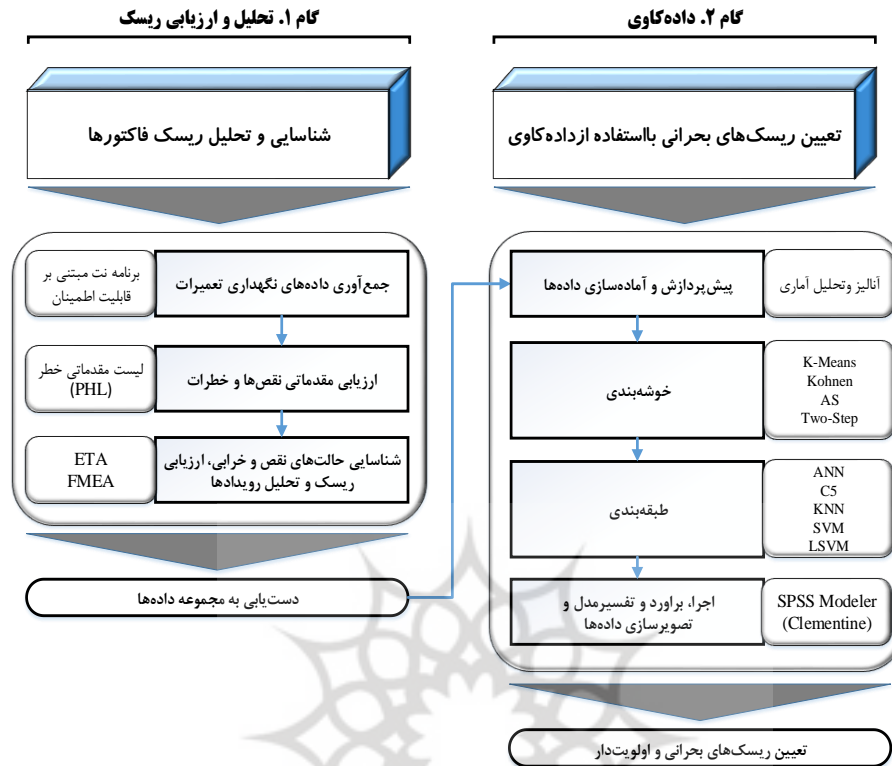 گام ۱. تحلیل و ارزیابی ریسک
شناسایی و تحلیل ریسک فاکتورها
جمع‌آوری داده‌های نگهداری تعمیرات
برنامه نت مبتنی بر
قابلیت اطمینان
ارزیابی مقدماتی نقص‌ها و خطرات
لیست مقدماتی خطر
(PHL)
شناسایی حالت‌های نقص و خرابی، ارزیابی
ریسک و تحلیل رویدادها
ETA
FMEA
دست‌یابی به مجموعه داده‌ها
گام ۲. داده‌کاوی
تعیین ریسک‌های بحرانی بااستفاده ازداده‌کاوی
پیش‌پردازش و آماده‌سازی داده‌ها
آنالیز وتحلیل آماری
خوشه‌بندی
K-Means
Kohnen
AS
Two-Step
طبقه‌بندی
ANN
C5
KNN
SVM
LSVM
اجرا، براورد و تفسیرمدل و
تصویرسازی داده‌ها
SPSS Modeler
(Clementine)
تعیین ریسک‌های بحرانی و اولویت‌دار